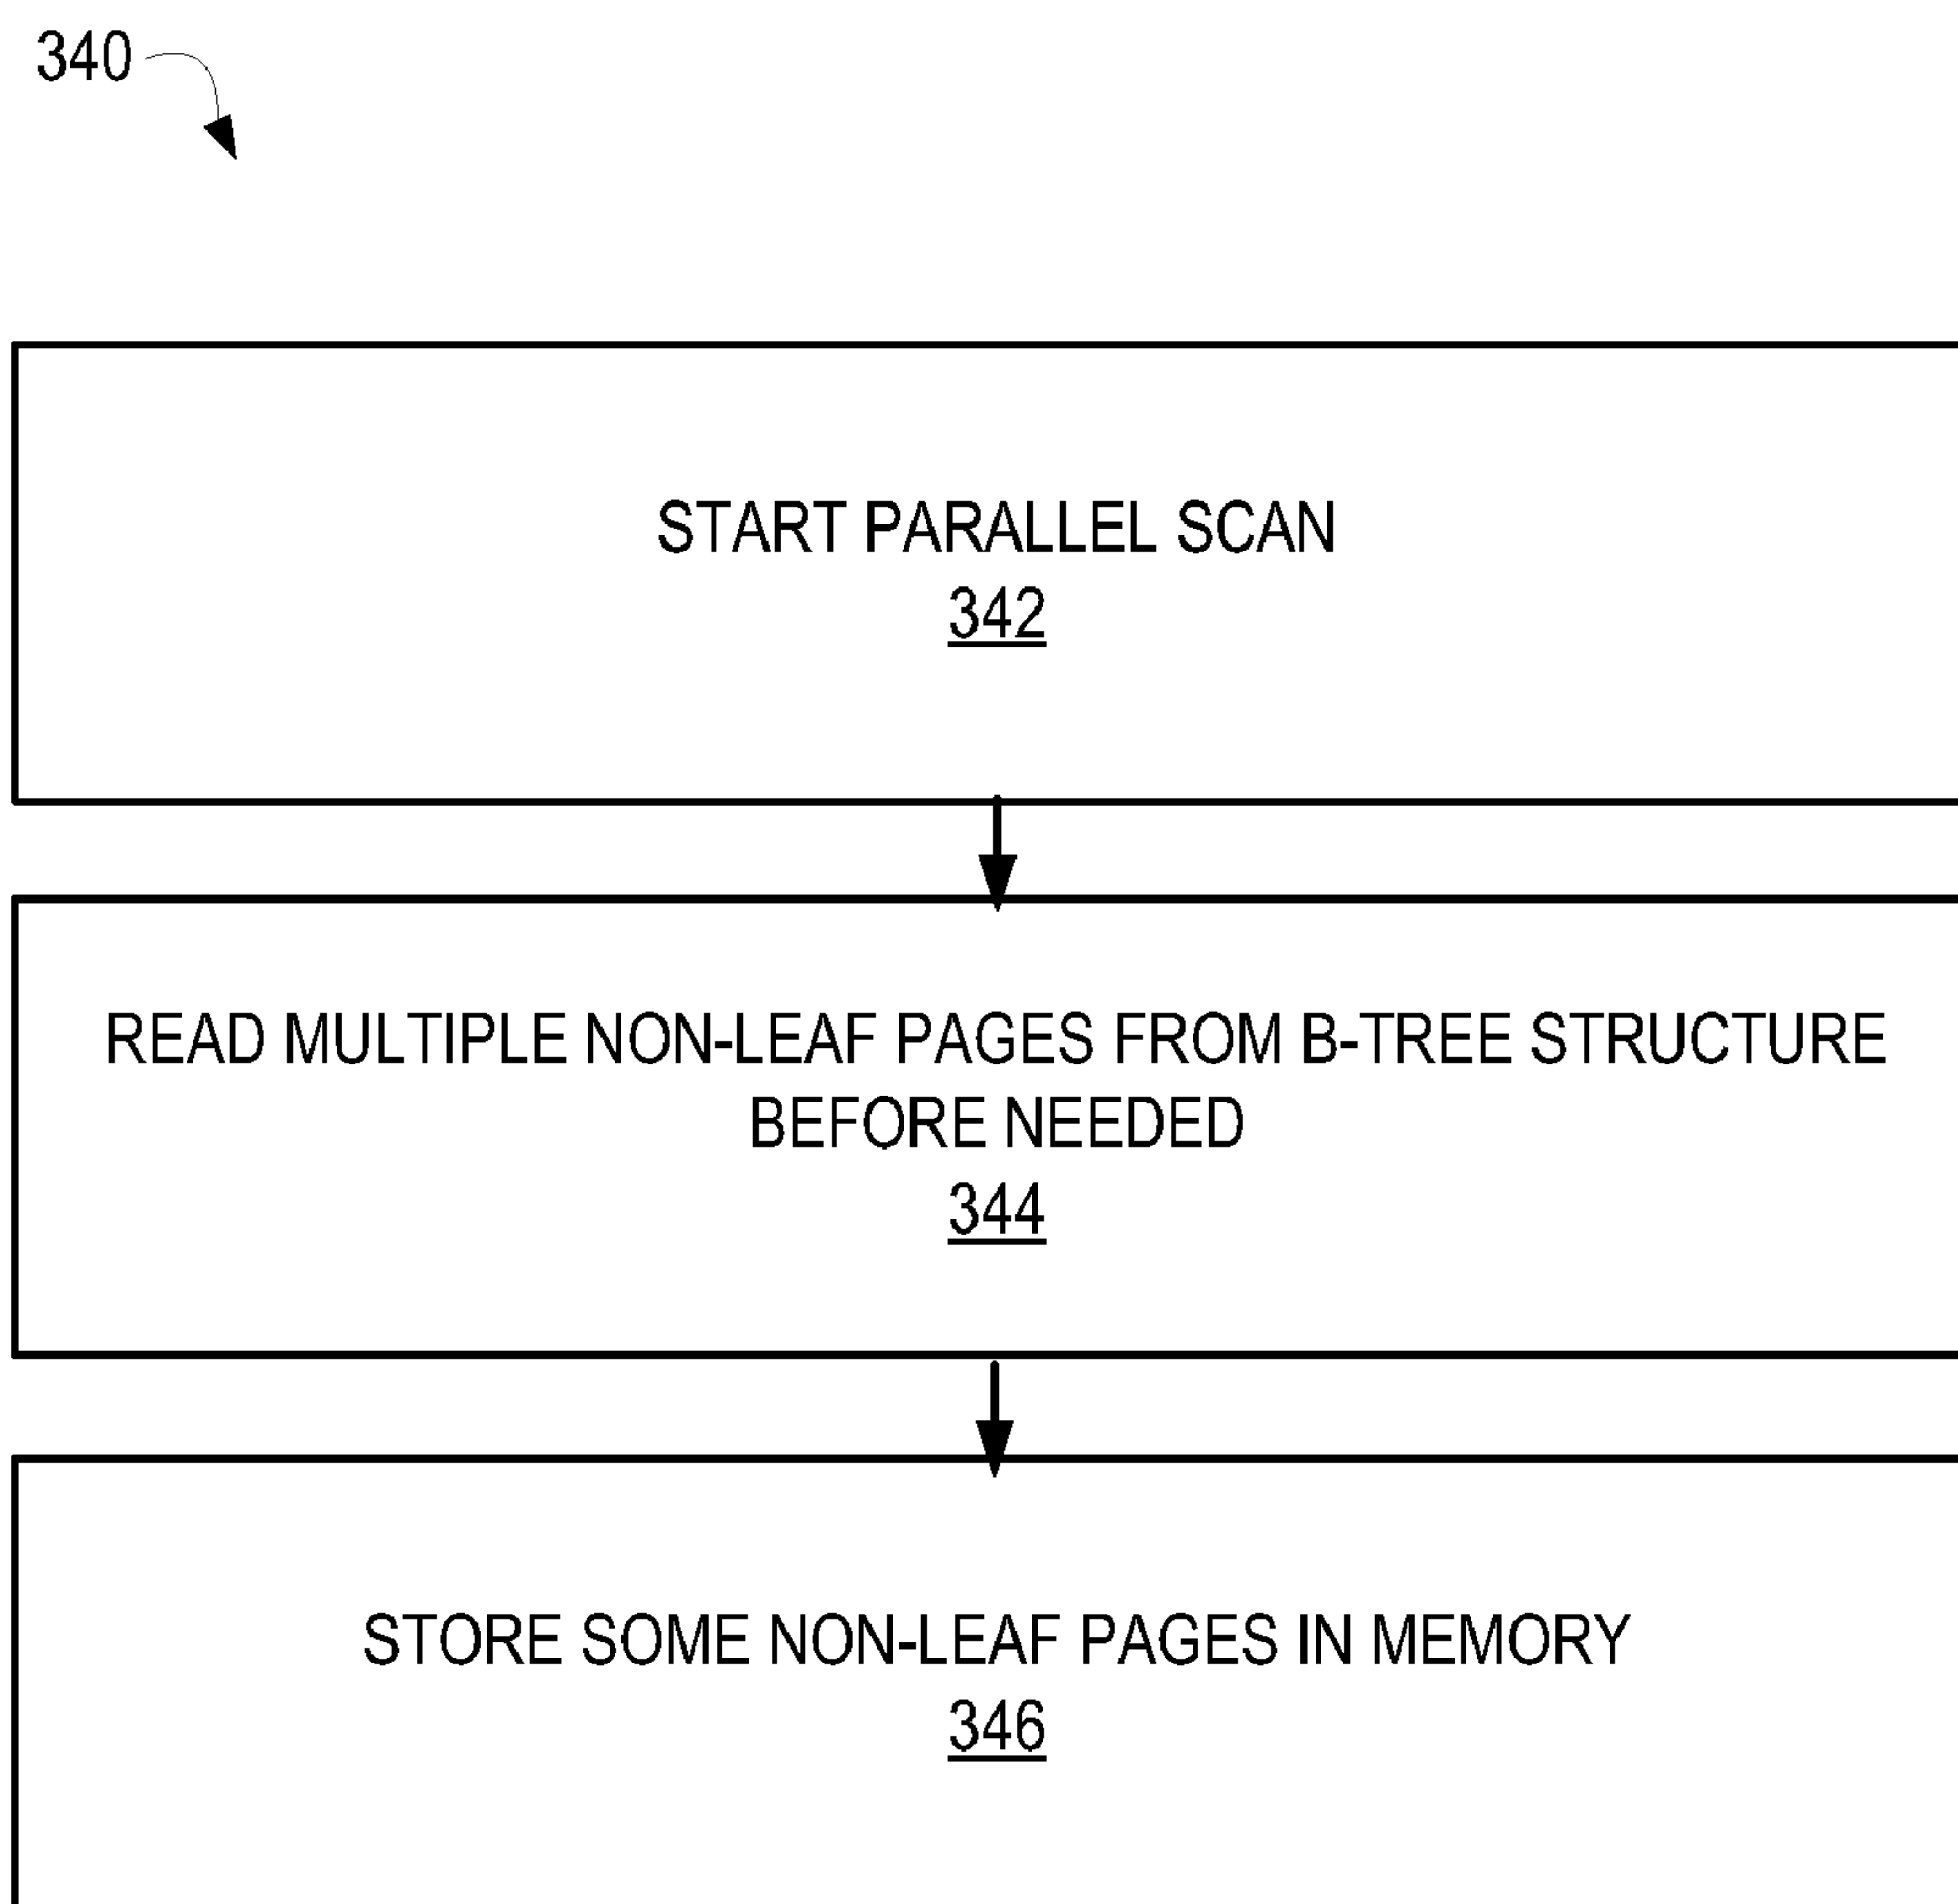 340
START PARALLEL SCAN
342
READ MULTIPLE NON-LEAF PAGES FROM B-TREE STRUCTURE
BEFORE NEEDED
344
STORE SOME NON-LEAF PAGES IN MEMORY
346